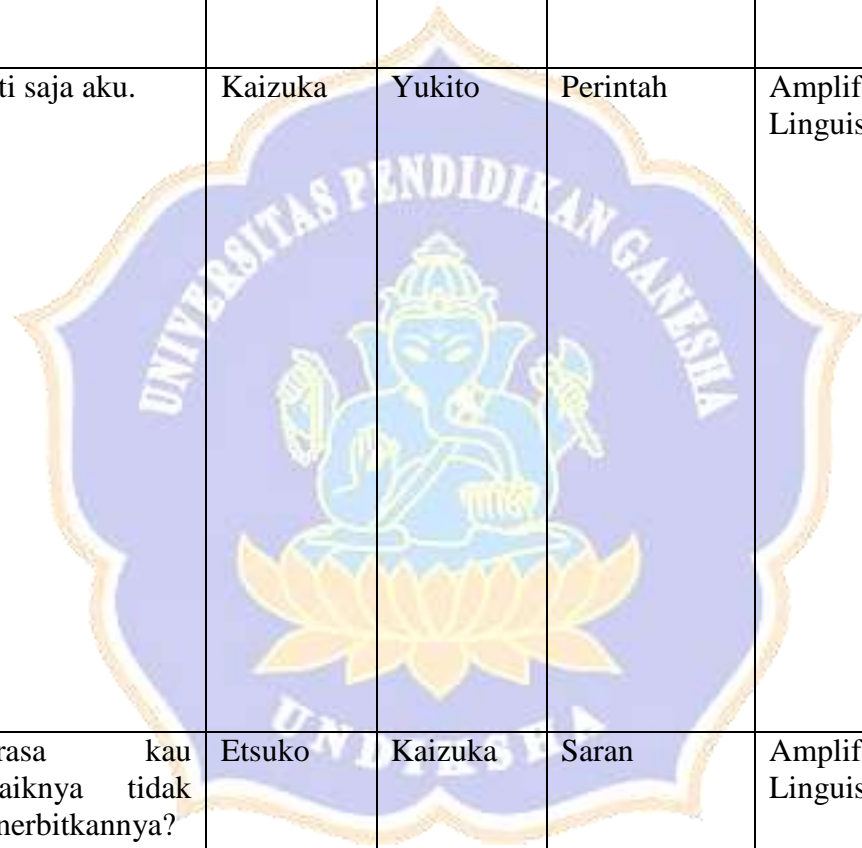 ti saja aku. Kaizuka Yukito Perintah Amplif
Linguis
UNIVERSITAS PENDIDIKAN GANESHA
UNDIKSHA
rasa kau Etsuko Kaizuka Saran Amplif
aiknya tidak Linguis
nerbitkannya?